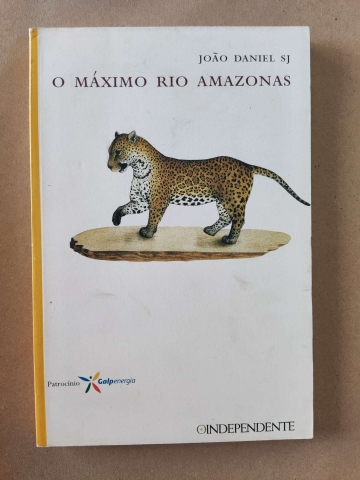 JOÃO DANIEL SJ
O MÁXIMO RIO AMAZONAS
Patrocínio Galpenergia
O INDEPENDENTE